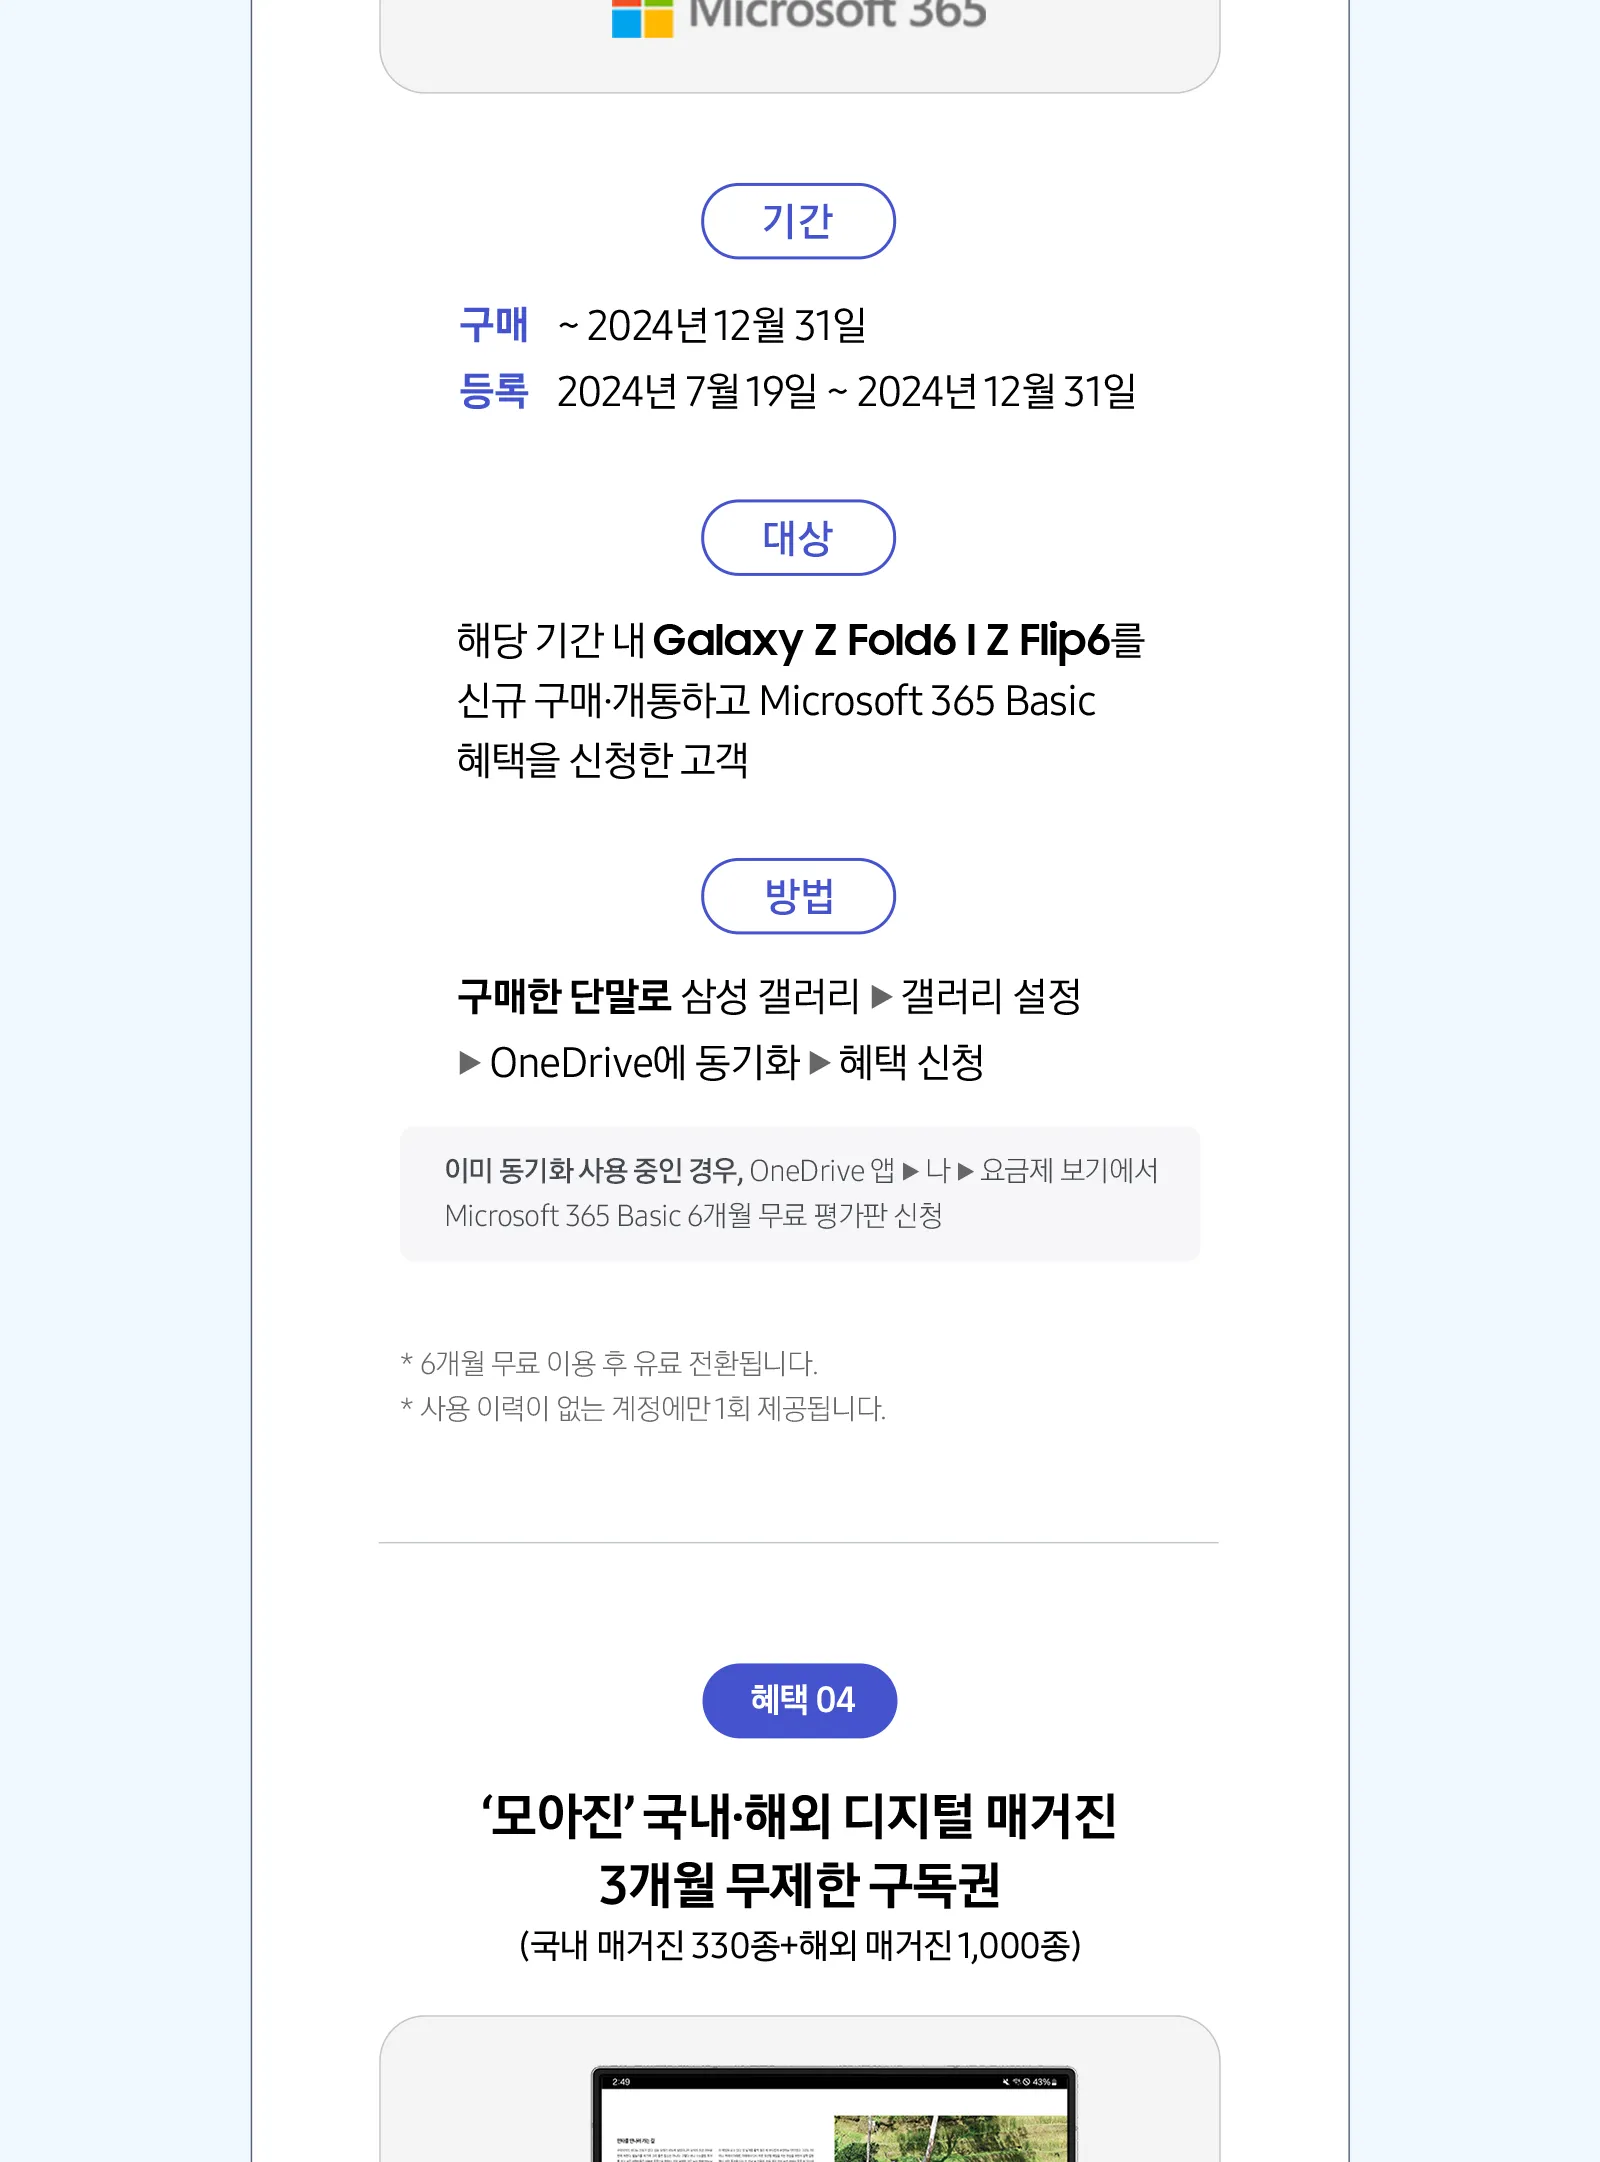 Microsoft 365
기간
구매 ~ 2024년 12월 31일
등록 2024년 7월 19일 ~ 2024년 12월 31일
대상
해당 기간 내 Galaxy Z Fold6 I Z Flip6를
신규 구매·개통하고 Microsoft 365 Basic
혜택을 신청한 고객
방법
구매한 단말로 삼성 갤러리 ▶ 갤러리 설정
▶ OneDrive에 동기화 ▶ 혜택 신청
이미 동기화 사용 중인 경우, OneDrive 앱 ▶ 나 ▶ 요금제 보기에서
Microsoft 365 Basic 6개월 무료 평가판 신청
* 6개월 무료 이용 후 유료 전환됩니다.
* 사용 이력이 없는 계정에만 1회 제공됩니다.
혜택 04
‘모아진’ 국내·해외 디지털 매거진
3개월 무제한 구독권
(국내 매거진 330종+해외 매거진 1,000종)
2:49 43%